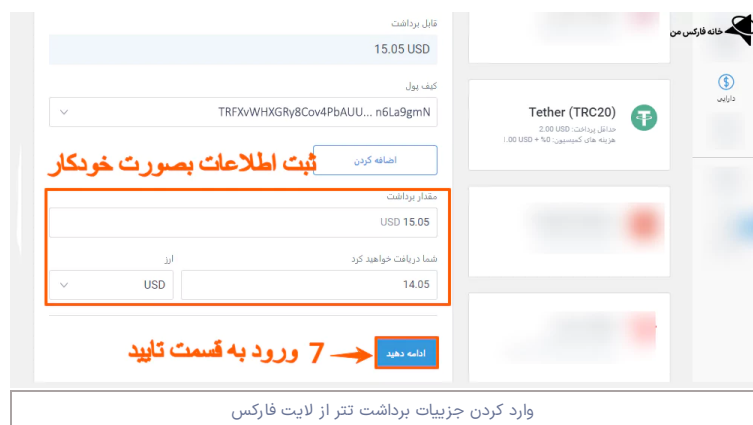 خانه فارکس من
دارایی
Tether (TRC20)
حداقل پرداخت: 2.00 USD
هزینه های کمیسیون: 0% + 1.00 USD
قابل برداشت
15.05 USD
کیف پول
TRFXvWHXGRy8Cov4PbAUU... n6La9gmN
اضافه کردن
ثبت اطلاعات بصورت خودکار
مقدار برداشت
USD 15.05
شما دریافت خواهید کرد
14.05
ارز
USD
ادامه دهید
7 ورود به قسمت تایید
وارد کردن جزییات برداشت تتر از لایت فارکس